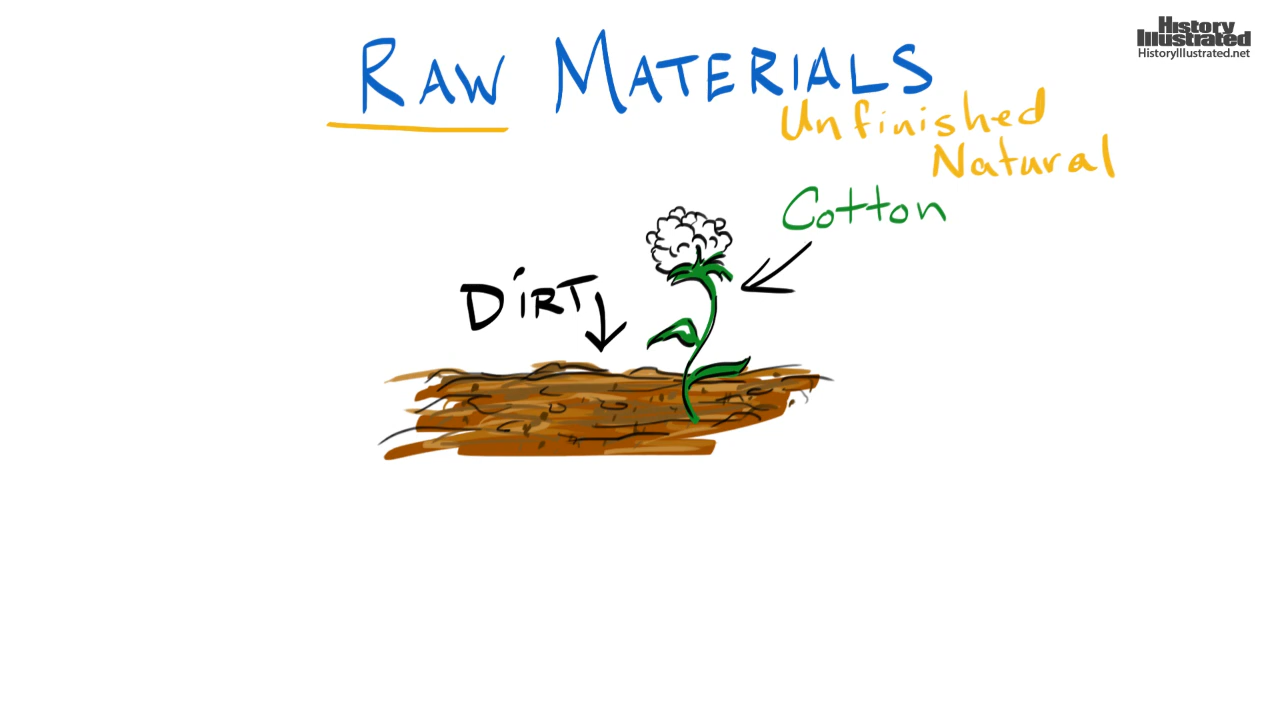 History
Illustrated
HistoryIllustrated.net
RAW MATERIALS
Unfinished
Natural
Cotton
DiRT